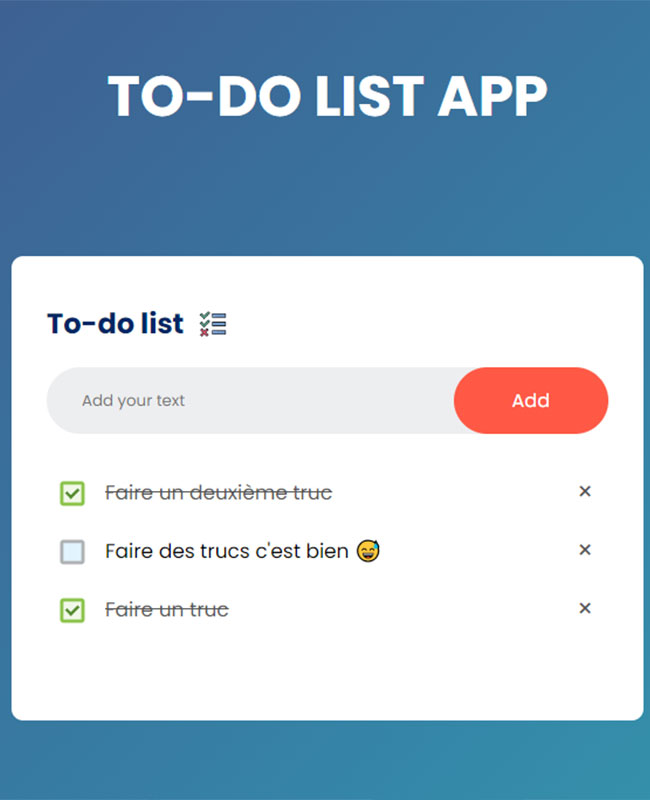 TO-DO LIST APP
To-do list
Add your text
Add
Faire un deuxième truc
×
Faire des trucs c'est bien 😅
×
Faire un truc
×